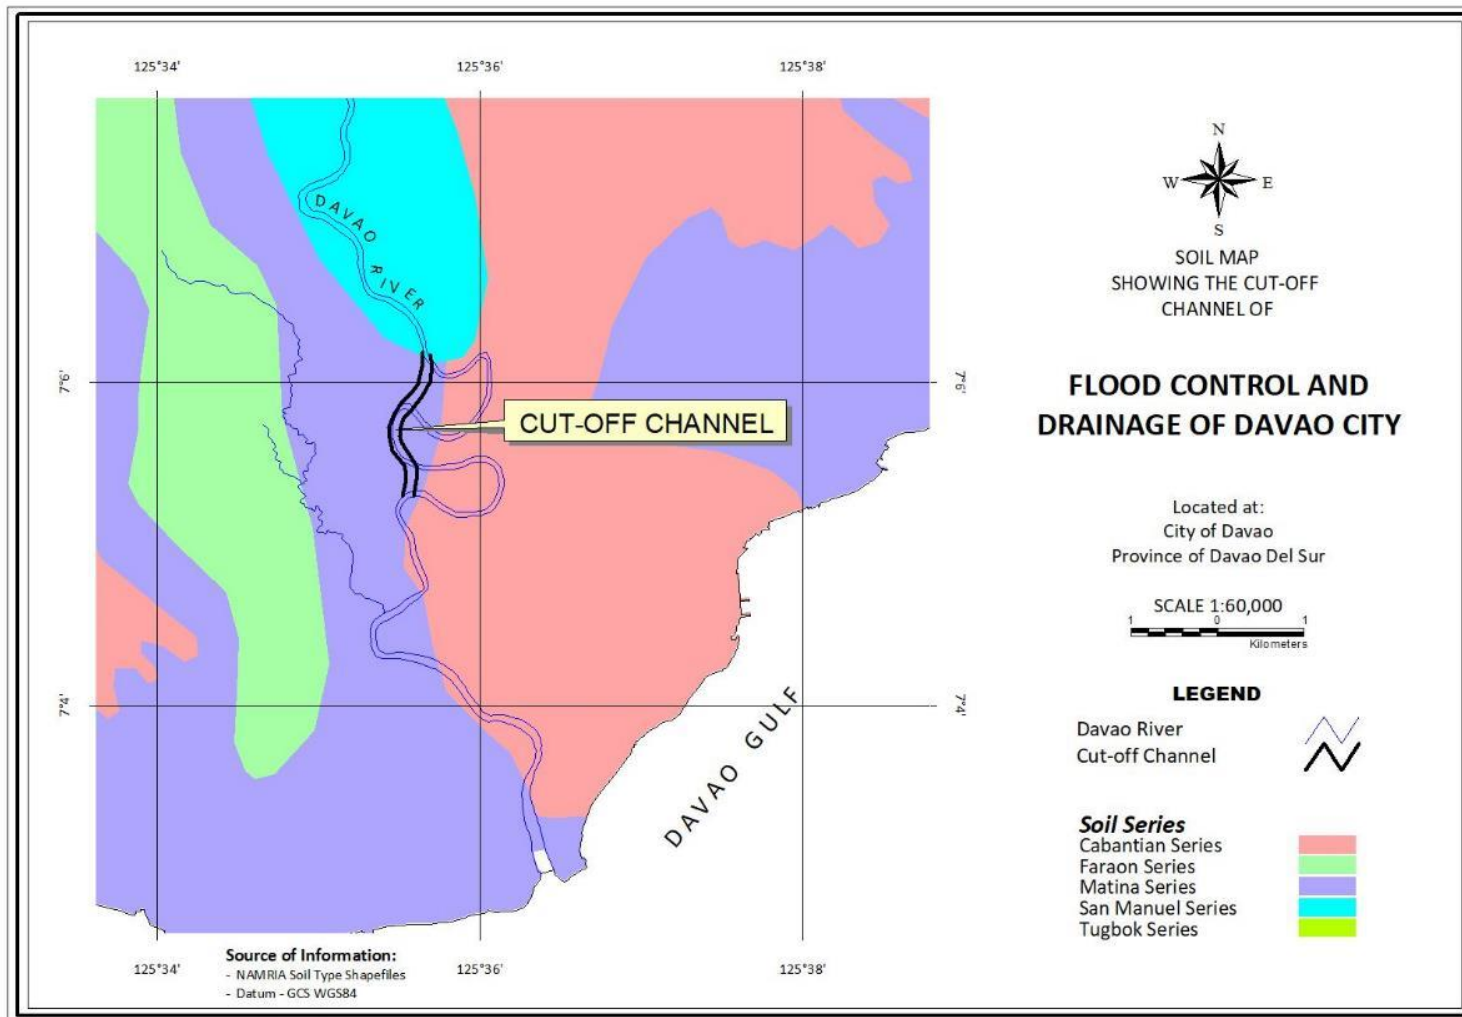 125°34'
125°36'
125°38'
7°6'
7°6'
7°4'
7°4'
DAVAO RIVER
CUT-OFF CHANNEL
DAVAO GULF
125°34'
125°36'
125°38'
Source of Information:
- NAMRIA Soil Type Shapefiles
- Datum - GCS WGS84
N
W
E
S
SOIL MAP
SHOWING THE CUT-OFF
CHANNEL OF
FLOOD CONTROL AND
DRAINAGE OF DAVAO CITY
Located at:
City of Davao
Province of Davao Del Sur
SCALE 1:60,000
1 0 1
Kilometers
LEGEND
Davao River
Cut-off Channel
Soil Series
Cabantian Series
Faraon Series
Matina Series
San Manuel Series
Tugbok Series